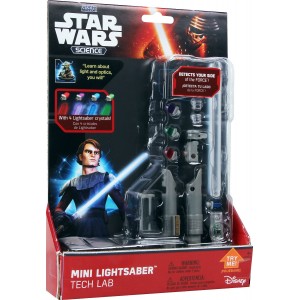 STAR
WARS
SCIENCE
"Learn about
light and optics,
you will"
With 4 Lightsaber crystals!
DETECTS YOUR SIDE
of the FORCE!
TRY
ME!
MINI LIGHTSABER™
TECH LAB
Disney